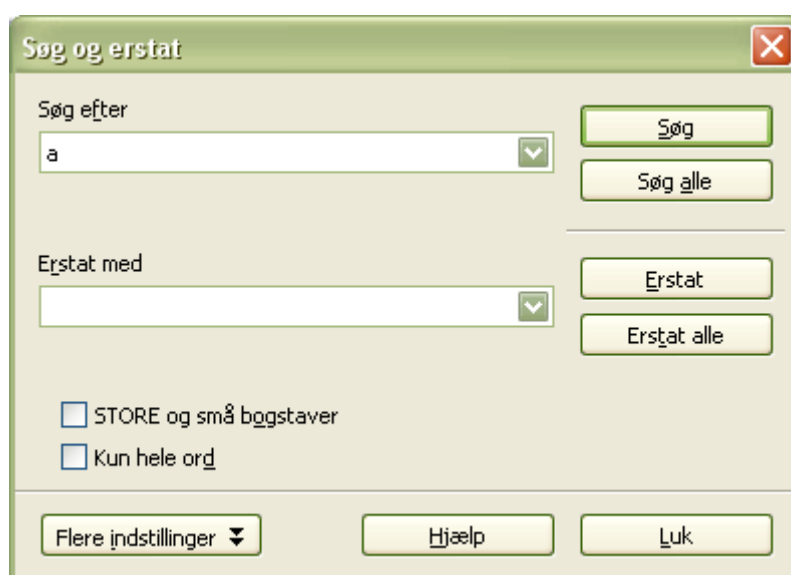 Søg og erstat
Søg efter
a
Søg
Søg alle
Erstat med
Erstat
Erstat alle
STORE og små bogstaver
Kun hele ord
Flere indstillinger
Hjælp
Luk